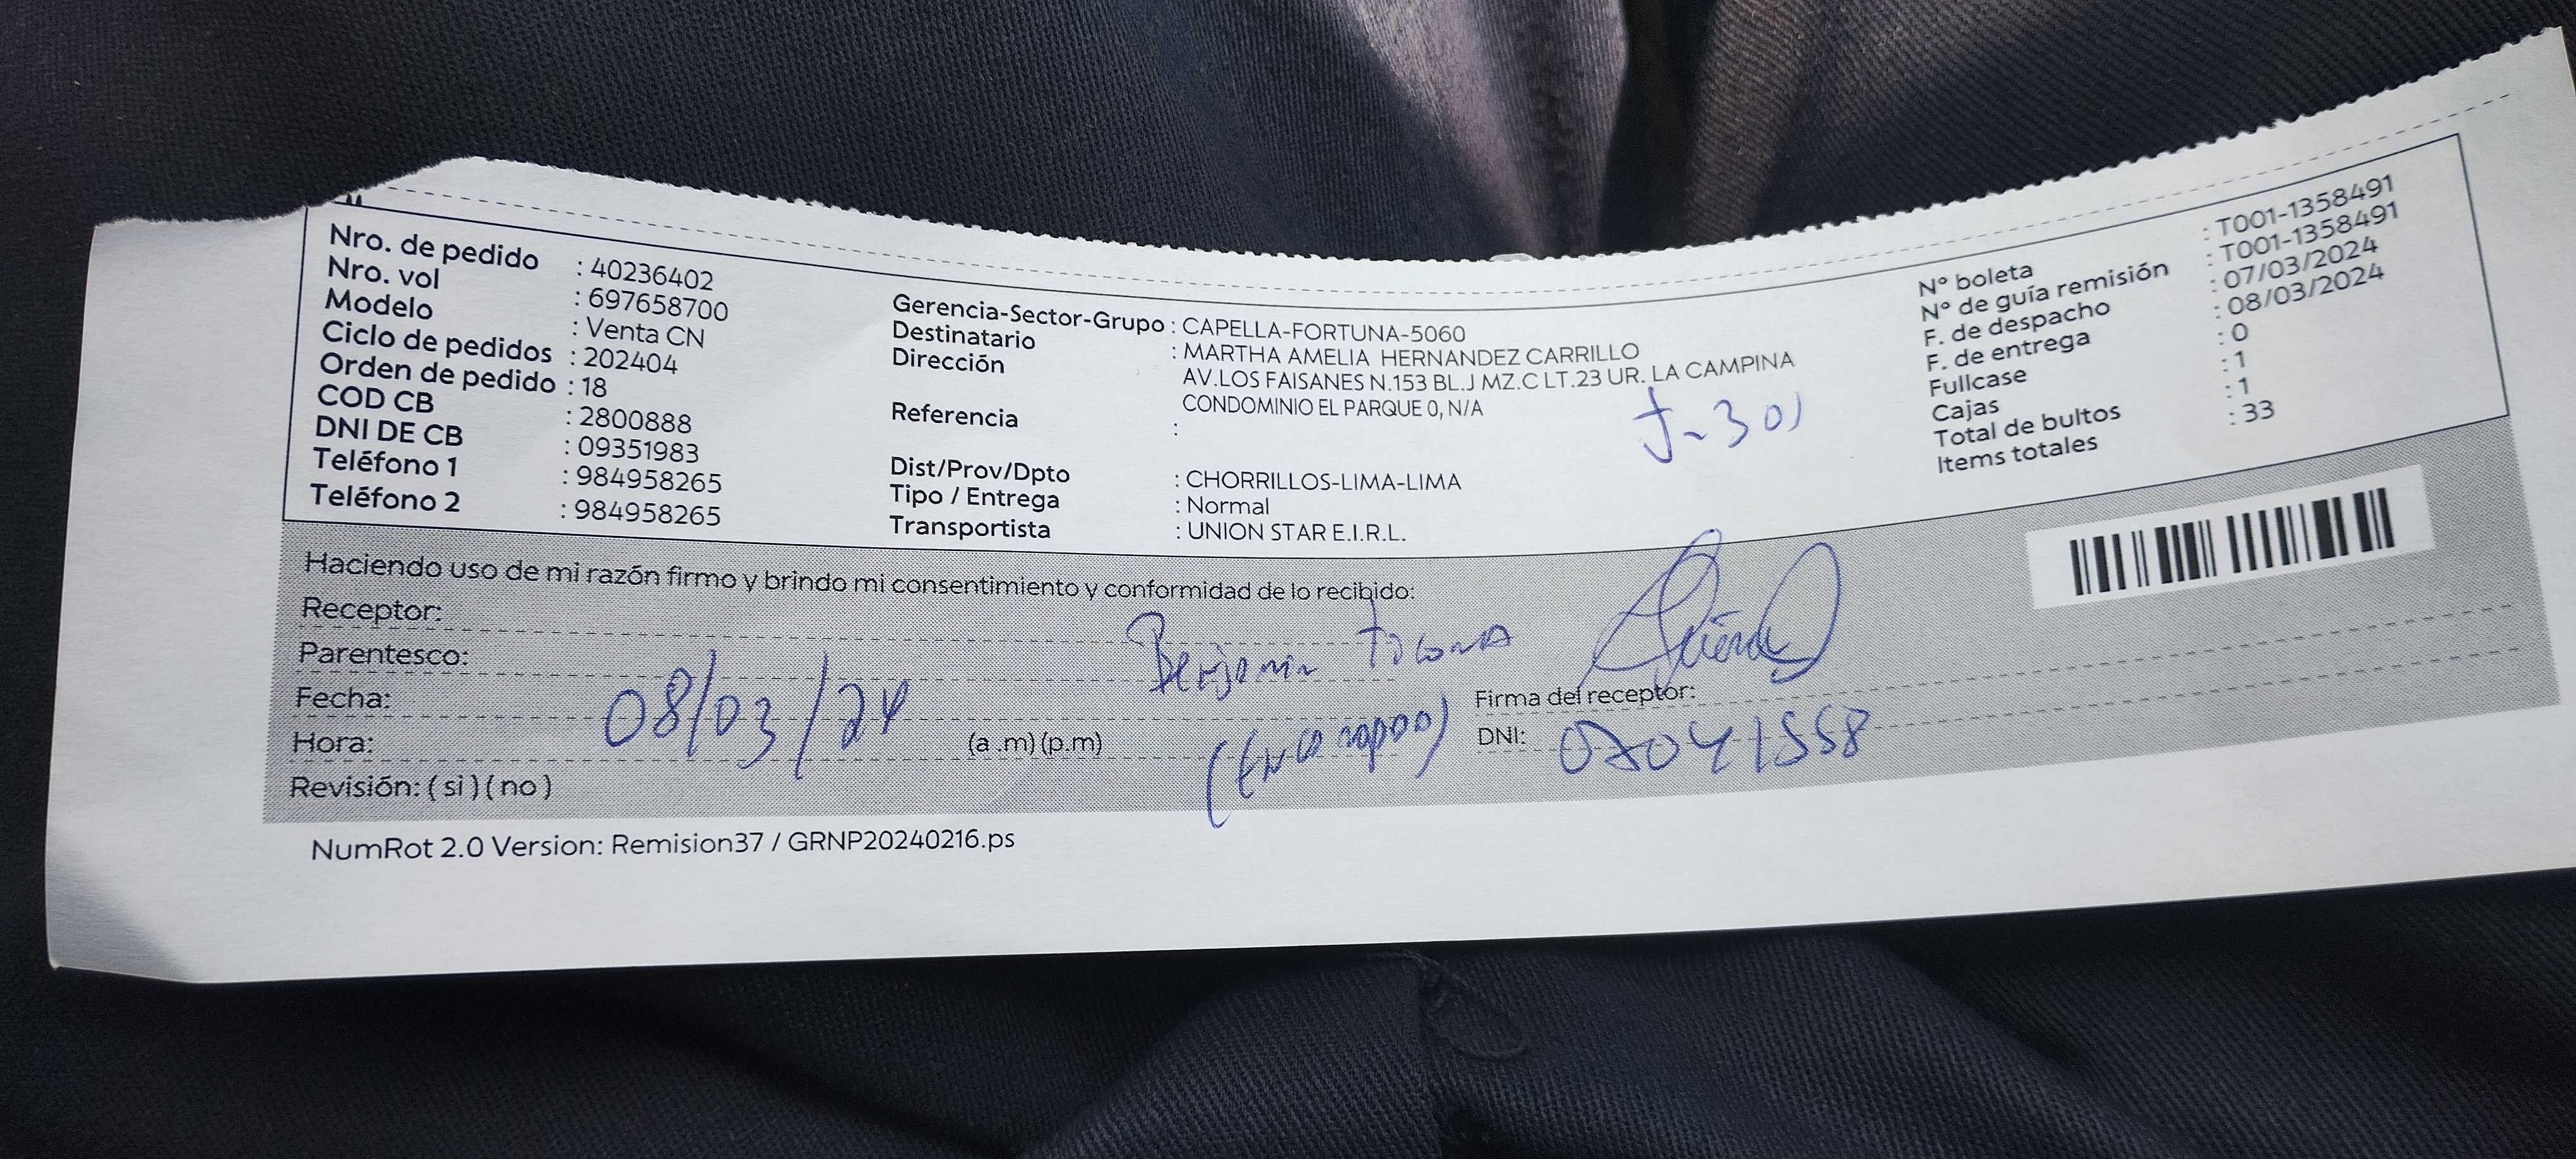 Nro. de pedido : 40236402
Nro. vol : 697658700
Modelo : Venta CN
Ciclo de pedidos : 202404
Orden de pedido : 18
COD CB : 2800888
DNI DE CB : 09351983
Teléfono 1 : 984958265
Teléfono 2 : 984958265
Gerencia-Sector-Grupo : CAPELLA-FORTUNA-5060
Destinatario : MARTHA AMELIA HERNANDEZ CARRILLO
Dirección AV.LOS FAISANES N.153 BL.J MZ.C LT.23 UR. LA CAMPINA
CONDOMINIO EL PARQUE 0, N/A
Referencia :
J-301
Dist/Prov/Dpto : CHORRILLOS-LIMA-LIMA
Tipo / Entrega : Normal
Transportista : UNION STAR E.I.R.L.
N° boleta : T001-1358491
N° de guía remisión : T001-1358491
F. de despacho : 07/03/2024
F. de entrega : 08/03/2024
Fullcase : 0
Cajas : 1
Total de bultos : 1
Items totales : 33
Haciendo uso de mi razón firmo y brindo mi consentimiento y conformidad de lo recibido:
Receptor: Benjamin
Parentesco:
Fecha: 08/03/24
Firma del receptor:
Hora: (a .m) (p.m)
DNI: 07041558
Revisión: ( si ) ( no )
NumRot 2.0 Version: Remision37 / GRNP20240216.ps